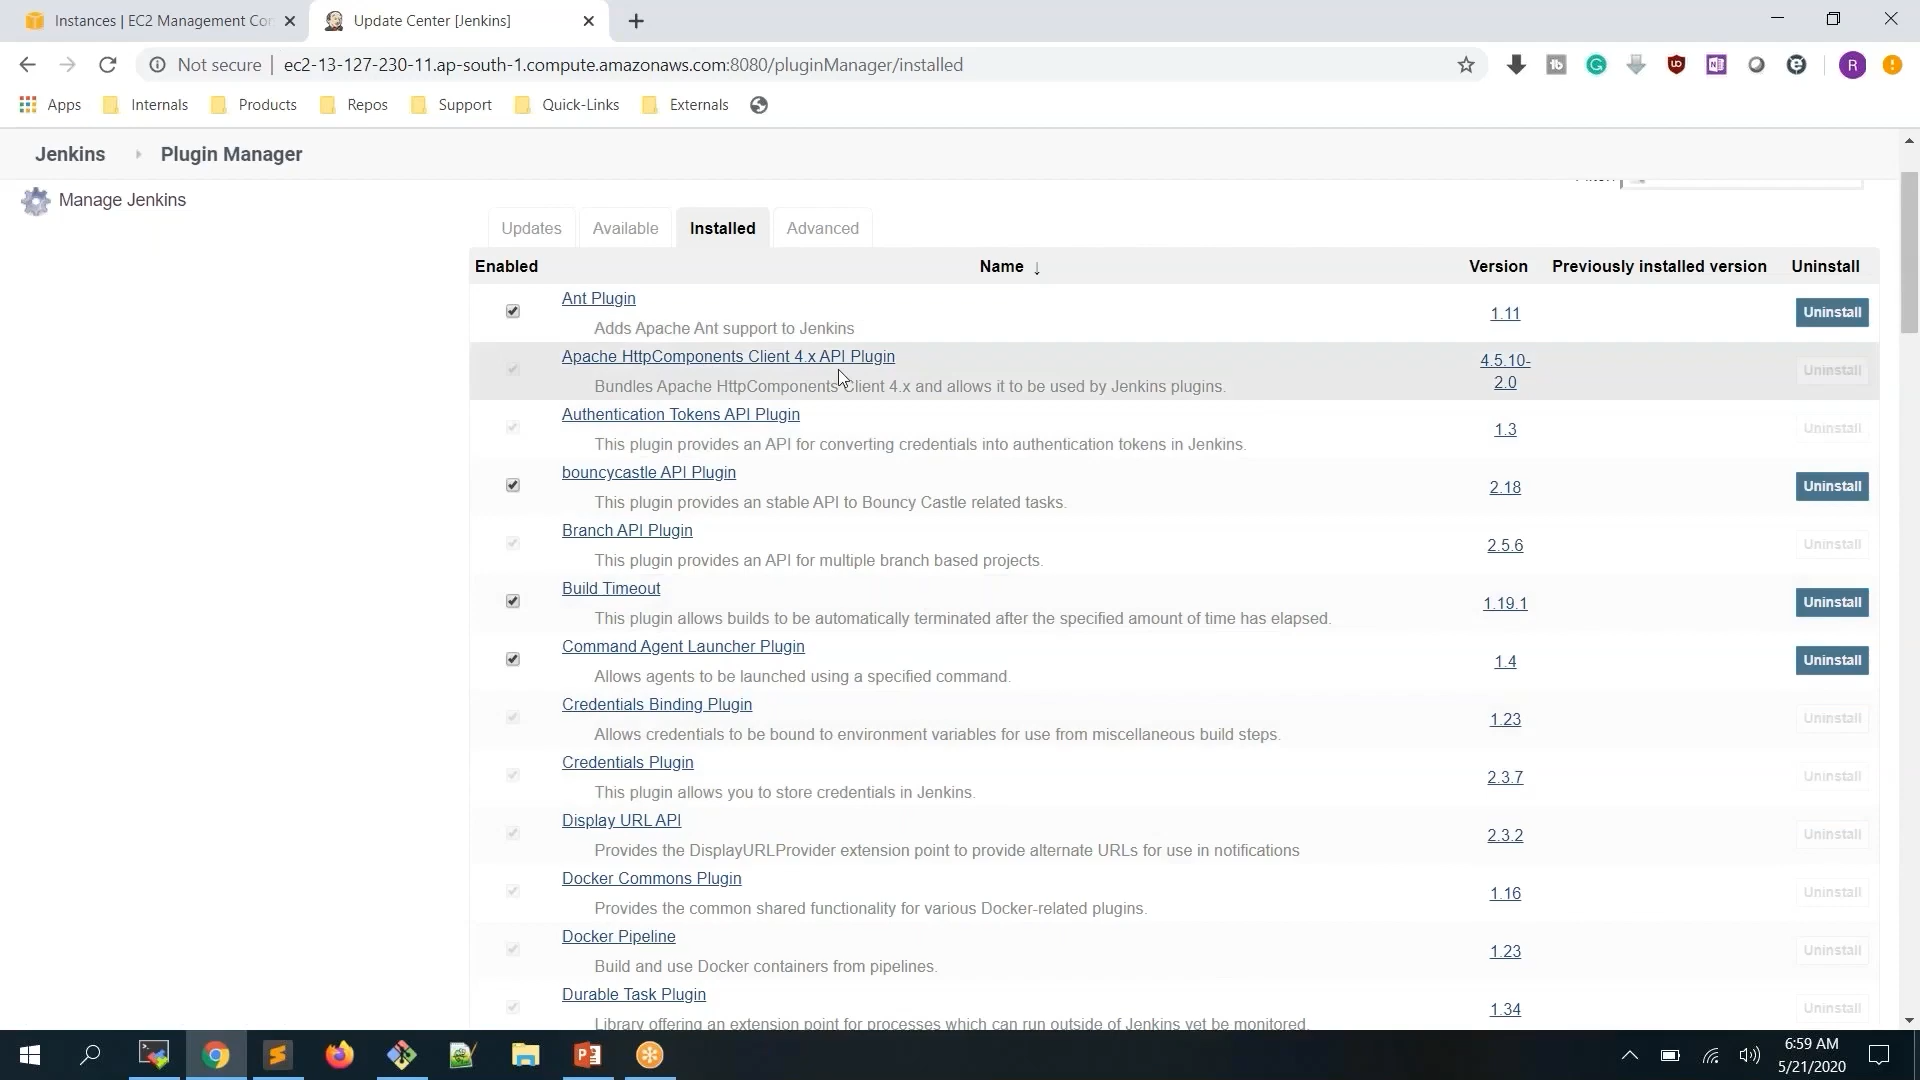 Instances | EC2 Management Con
Update Center [Jenkins]
Not secure | ec2-13-127-230-11.ap-south-1.compute.amazonaws.com:8080/pluginManager/installed
R
Apps Internals Products Repos Support Quick-Links Externals
Jenkins Plugin Manager
Manage Jenkins
Updates Available Installed Advanced
Enabled Name ↓ Version Previously installed version Uninstall
Ant Plugin
Adds Apache Ant support to Jenkins
1.11
Uninstall
Apache HttpComponents Client 4.x API Plugin
Bundles Apache HttpComponents Client 4.x and allows it to be used by Jenkins plugins.
4.5.10-
2.0
Uninstall
Authentication Tokens API Plugin
This plugin provides an API for converting credentials into authentication tokens in Jenkins.
1.3
Uninstall
bouncycastle API Plugin
This plugin provides an stable API to Bouncy Castle related tasks.
2.18
Uninstall
Branch API Plugin
This plugin provides an API for multiple branch based projects.
2.5.6
Uninstall
Build Timeout
This plugin allows builds to be automatically terminated after the specified amount of time has elapsed.
1.19.1
Uninstall
Command Agent Launcher Plugin
Allows agents to be launched using a specified command.
1.4
Uninstall
Credentials Binding Plugin
Allows credentials to be bound to environment variables for use from miscellaneous build steps.
1.23
Uninstall
Credentials Plugin
This plugin allows you to store credentials in Jenkins.
2.3.7
Uninstall
Display URL API
Provides the DisplayURLProvider extension point to provide alternate URLs for use in notifications
2.3.2
Uninstall
Docker Commons Plugin
Provides the common shared functionality for various Docker-related plugins.
1.16
Uninstall
Docker Pipeline
Build and use Docker containers from pipelines.
1.23
Uninstall
Durable Task Plugin
Library offering an extension point for processes which can run outside of Jenkins yet be monitored.
1.34
Uninstall
6:59 AM
5/21/2020